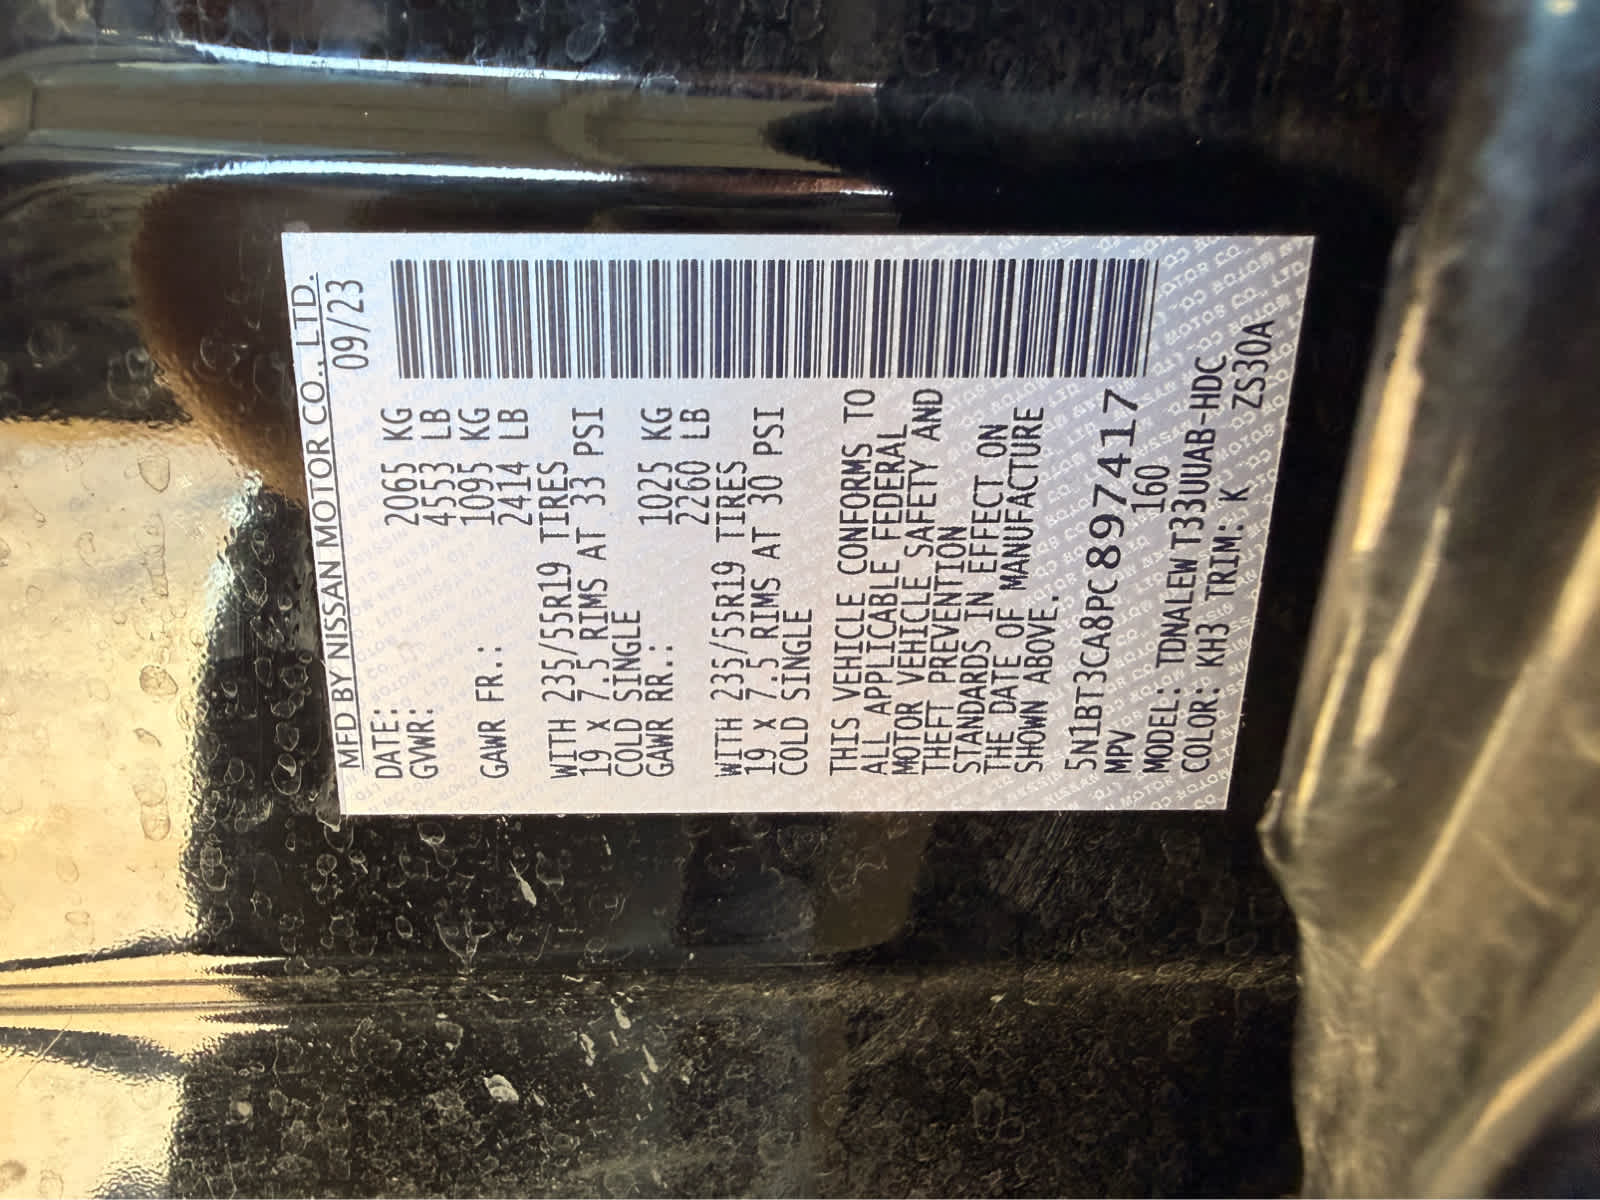 MFD BY NISSAN MOTOR CO., LTD.
DATE: 09/23
GVWR: 2065 KG
4553 LB
GAWR FR.: 1095 KG
2414 LB
WITH 235/55R19 TIRES
19 X 7.5 RIMS AT 33 PSI
COLD SINGLE
GAWR RR.: 1025 KG
2260 LB
WITH 235/55R19 TIRES
19 X 7.5 RIMS AT 30 PSI
COLD SINGLE
THIS VEHICLE CONFORMS TO
ALL APPLICABLE FEDERAL
MOTOR VEHICLE SAFETY AND
THEFT PREVENTION
STANDARDS IN EFFECT ON
THE DATE OF MANUFACTURE
SHOWN ABOVE.
5N1BT3CA8PC897417
MPV 160
MODEL: TDNALEWT33UUAB-HDC
COLOR: KH3 TRIM: K ZS30A